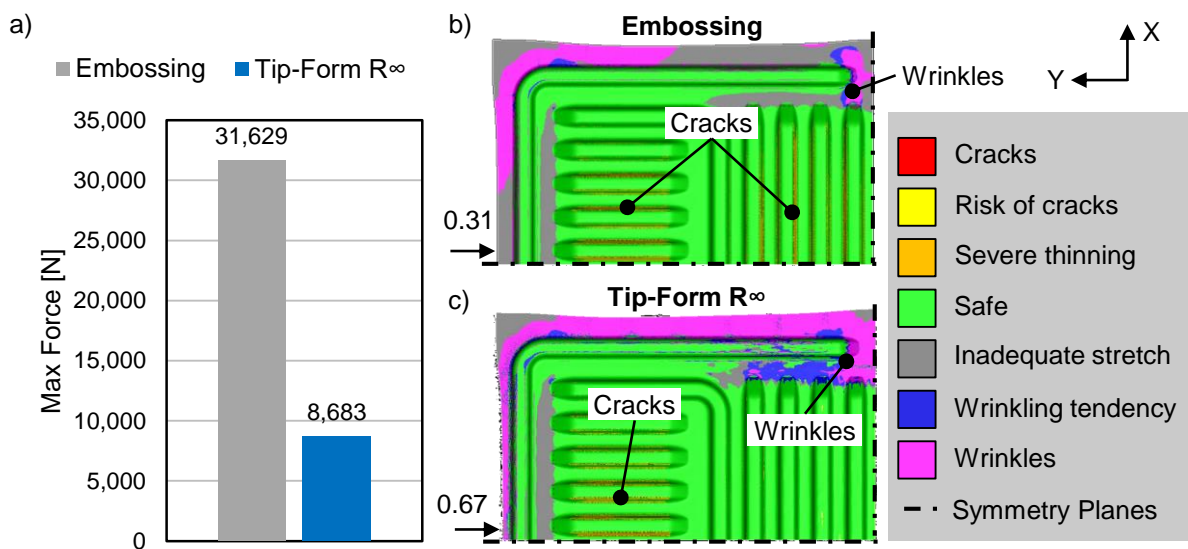 a)
Embossing
Tip-Form R∞
Max Force [N]
35,000
30,000
25,000
20,000
15,000
10,000
5,000
0
31,629
8,683
b)
Embossing
Wrinkles
Cracks
0.31
X
Y
c)
Tip-Form R∞
Cracks
Wrinkles
0.67
Cracks
Risk of cracks
Severe thinning
Safe
Inadequate stretch
Wrinkling tendency
Wrinkles
Symmetry Planes